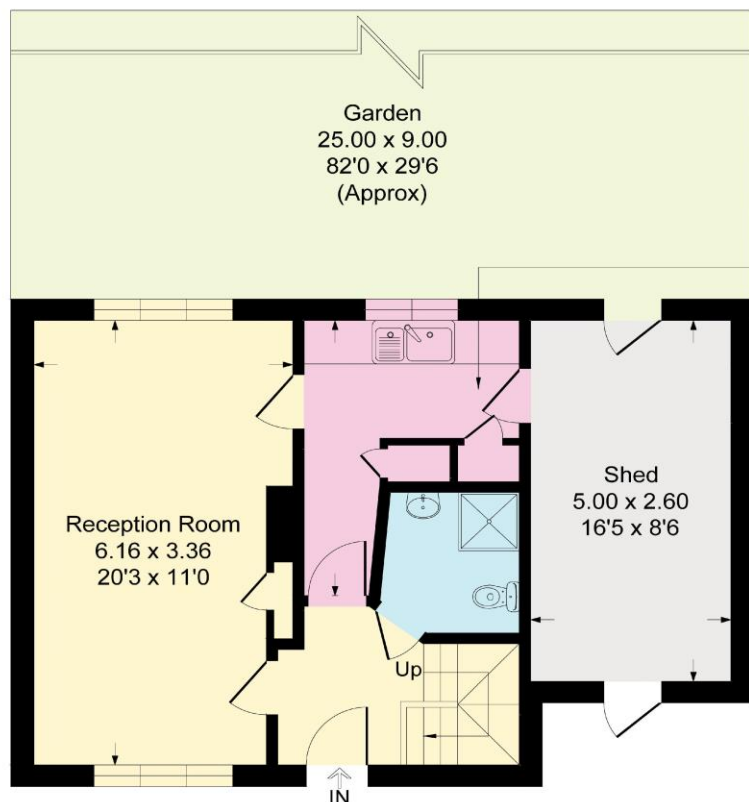 Garden
25.00 x 9.00
82'0 x 29'6
(Approx)
Reception Room
6.16 x 3.36
20'3 x 11'0
Shed
5.00 x 2.60
16'5 x 8'6
Up
IN